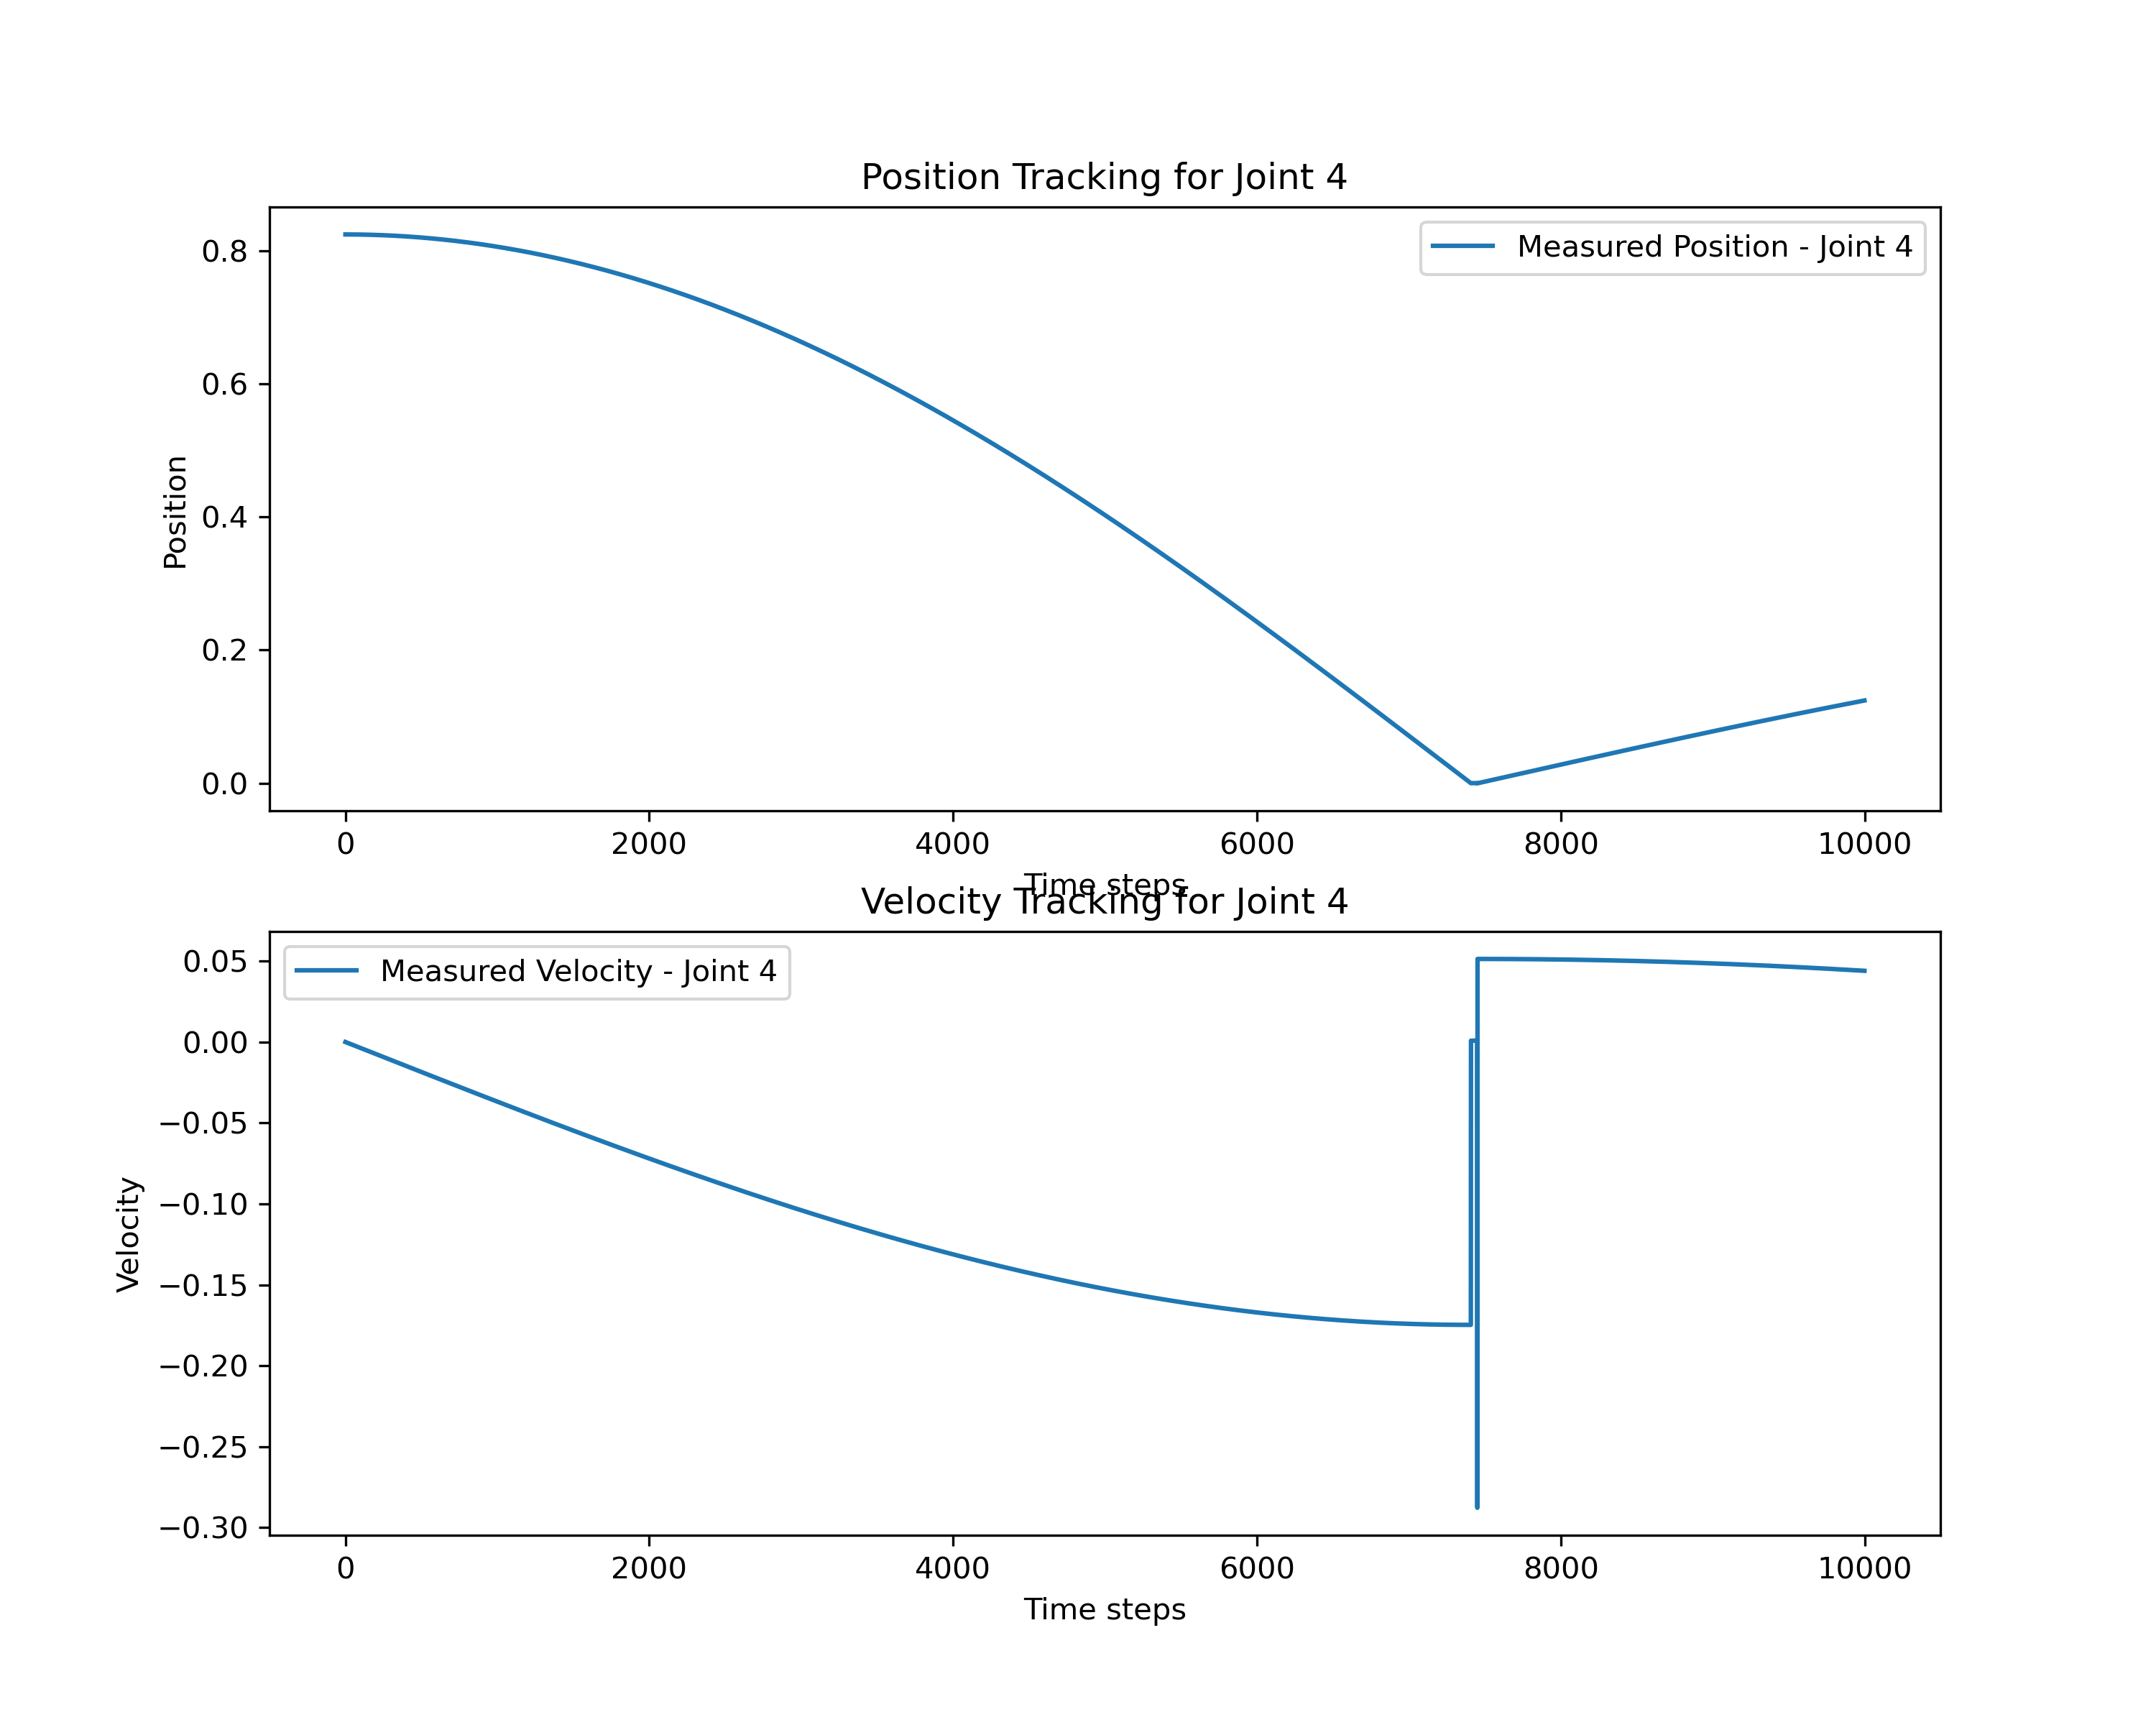 Position Tracking for Joint 4
Measured Position - Joint 4
0.8
0.6
0.4
0.2
0.0
Position
0 2000 4000 6000 8000 10000
Time steps
Velocity Tracking for Joint 4
Measured Velocity - Joint 4
0.05
0.00
−0.05
−0.10
−0.15
−0.20
−0.25
−0.30
Velocity
0 2000 4000 6000 8000 10000
Time steps